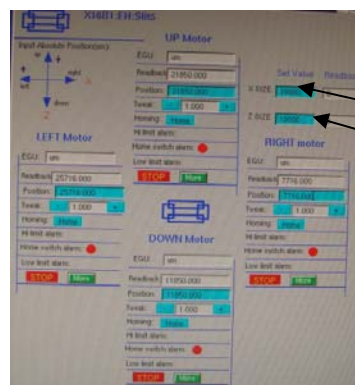 Input Absolute Position(um):
left
right
down
X
Z
UP Motor
EGU: um
Readback: 21850.000
Position: 21850.000
Tweak: - 1.000 +
Homing: Home
Hi limit alarm:
Home switch alarm:
Low limit alarm:
STOP More
Set Value Readback
X SIZE
Z SIZE
LEFT Motor
EGU: um
Readback: 25716.000
Position: 25716.000
Tweak: - 1.000 +
Homing: Home
Hi limit alarm:
Home switch alarm:
Low limit alarm:
STOP More
RIGHT motor
EGU: um
Readback: 7716.000
Position: 7716.000
Tweak: - 1.000 +
Homing: Home
Hi limit alarm:
Home switch alarm:
Low limit alarm:
STOP More
DOWN Motor
EGU: um
Readback: 11850.000
Position: 11850.000
Tweak: - 1.000 +
Homing: Home
Hi limit alarm:
Home switch alarm:
Low limit alarm:
STOP More